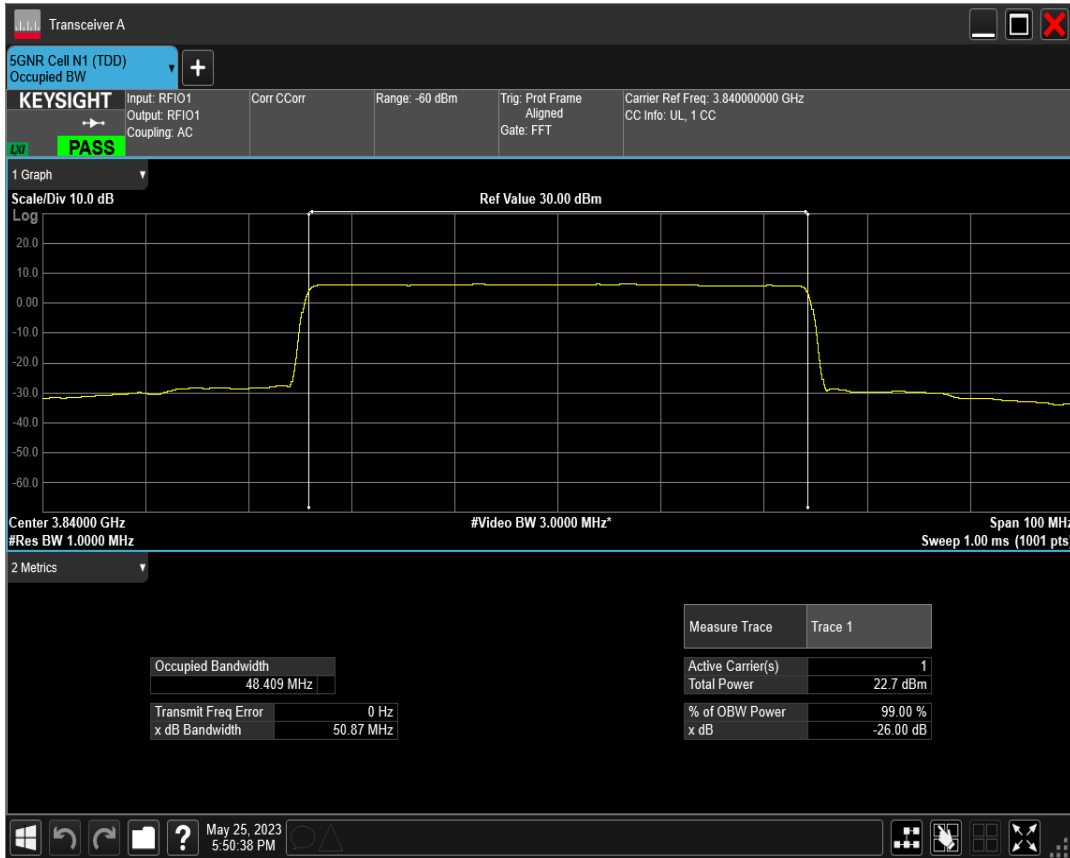 Transceiver A
5GNR Cell N1 (TDD)
Occupied BW
+
KEYSIGHT
LXI
PASS
Input: RFIO1
Output: RFIO1
Coupling: AC
Corr CCorr
Range: -60 dBm
Trig: Prot Frame
Aligned
Gate: FFT
Carrier Ref Freq: 3.840000000 GHz
CC Info: UL, 1 CC
1 Graph
Scale/Div 10.0 dB
Ref Value 30.00 dBm
Log
20.0
10.0
0.00
-10.0
-20.0
-30.0
-40.0
-50.0
-60.0
Center 3.84000 GHz
#Video BW 3.0000 MHz*
Span 100 MHz
#Res BW 1.0000 MHz
Sweep 1.00 ms (1001 pts)
2 Metrics
Measure Trace Trace 1
Occupied Bandwidth
48.409 MHz
Active Carrier(s) 1
Total Power 22.7 dBm
Transmit Freq Error 0 Hz
x dB Bandwidth 50.87 MHz
% of OBW Power 99.00 %
x dB -26.00 dB
?
May 25, 2023
5:50:38 PM